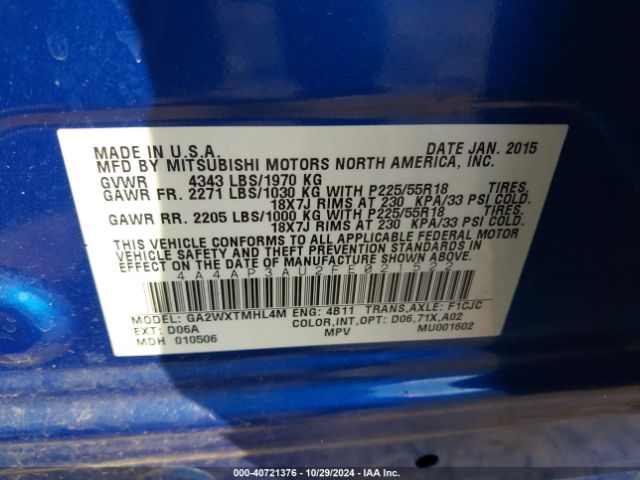 MADE IN U.S.A. DATE JAN. 2015
MFD BY MITSUBISHI MOTORS NORTH AMERICA, INC.
GVWR 4343 LBS/1970 KG
GAWR FR. 2271 LBS/1030 KG WITH P225/55R18 TIRES,
18X7J RIMS AT 230 KPA/33 PSI COLD.
GAWR RR. 2205 LBS/1000 KG WITH P225/55R18 TIRES,
18X7J RIMS AT 230 KPA/33 PSI COLD.
THIS VEHICLE CONFORMS TO ALL APPLICABLE FEDERAL MOTOR
VEHICLE SAFETY AND THEFT PREVENTION STANDARDS IN
EFFECT ON THE DATE OF MANUFACTURE SHOWN ABOVE.
4A4AP3AU2FE021522
MODEL: GA2WXTMHL4M ENG: 4B11 TRANS,AXLE: F1CJC
EXT: D06A COLOR,INT,OPT: D06,71X,A02
MDH 010506 MPV MU001602
000-40721376 - 10/29/2024 - IAA Inc.